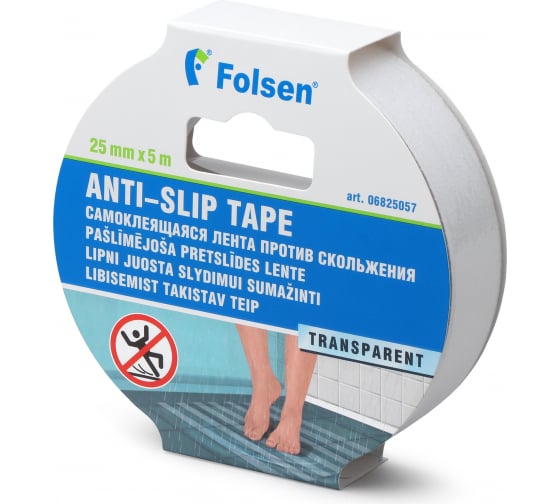 Folsen®
25 mm x 5 m
art. 06825057
ANTI-SLIP TAPE
САМОКЛЕЯЩАЯСЯ ЛЕНТА ПРОТИВ СКОЛЬЖЕНИЯ
PAŠLĪMĒJOŠA PRETSLĪDES LENTE
LIPNI JUOSTA SLYDIMUI SUMAŽINTI
LIBISEMIST TAKISTAV TEIP
TRANSPARENT